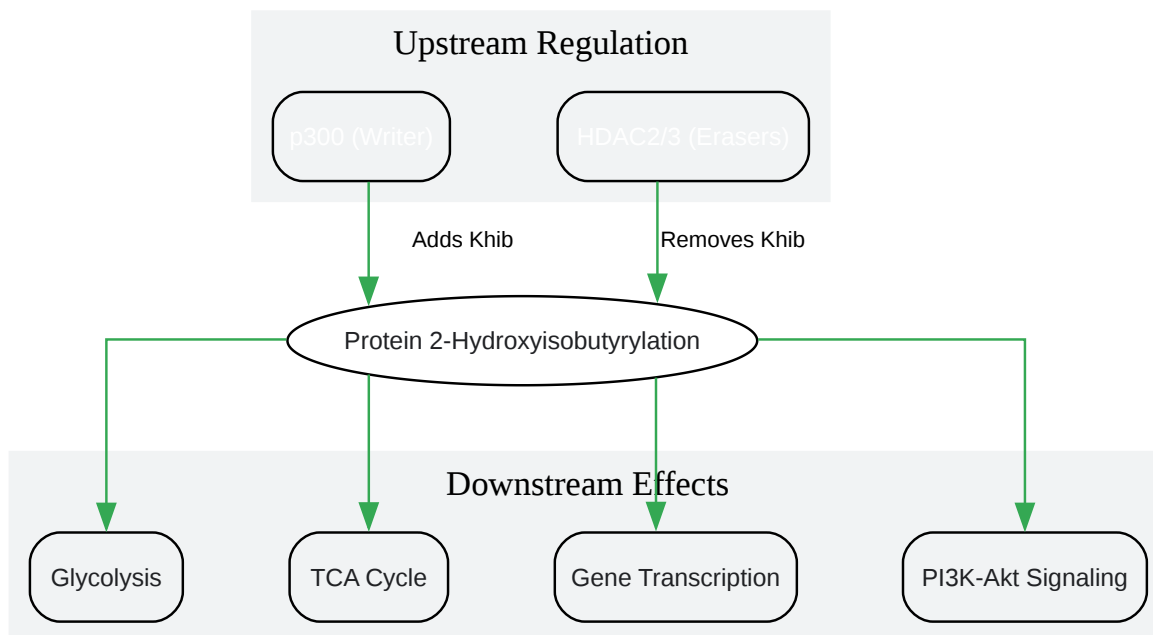 Upstream Regulation
p300 (Writer)
HDAC2/3 (Erasers)
Adds Khib
Removes Khib
Protein 2-Hydroxyisobutyrylation
Downstream Effects
Glycolysis
TCA Cycle
Gene Transcription
PI3K-Akt Signaling